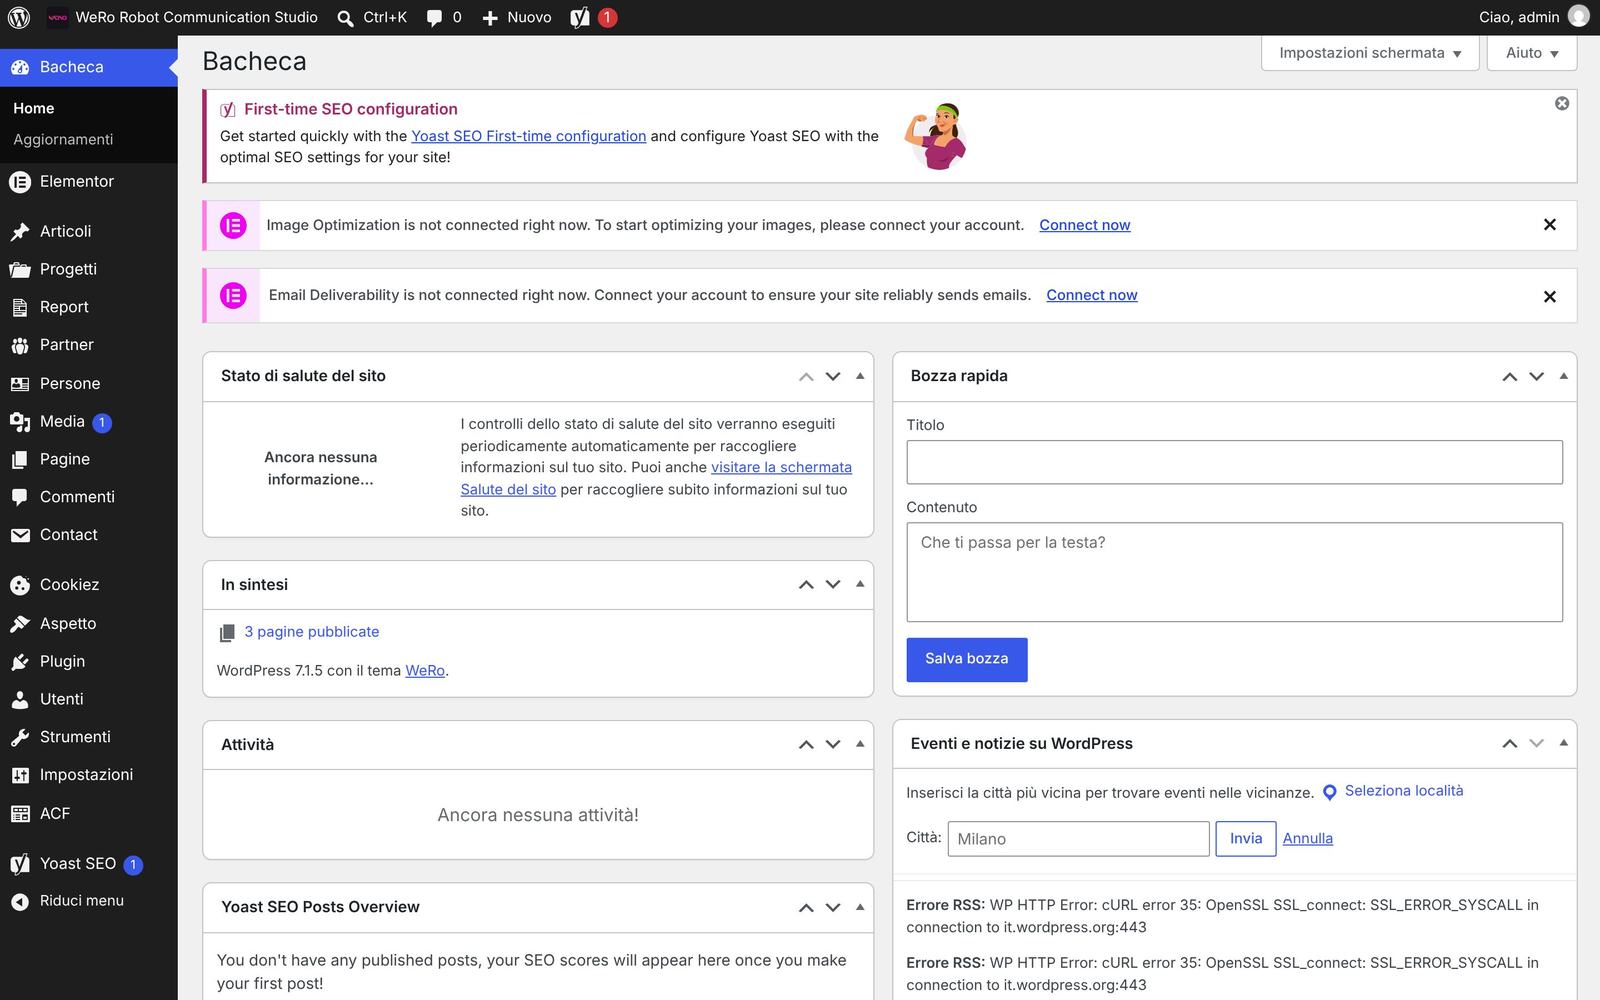 WeRo Robot Communication Studio
Ctrl+K
0
Nuovo
1
Ciao, admin
Bacheca
Home
Aggiornamenti
Elementor
Articoli
Progetti
Report
Partner
Persone
Media 1
Pagine
Commenti
Contact
Cookiez
Aspetto
Plugin
Utenti
Strumenti
Impostazioni
ACF
Yoast SEO 1
Riduci menu
Bacheca
Impostazioni schermata
Aiuto
First-time SEO configuration
Get started quickly with the Yoast SEO First-time configuration and configure Yoast SEO with the
optimal SEO settings for your site!
Image Optimization is not connected right now. To start optimizing your images, please connect your account. Connect now
Email Deliverability is not connected right now. Connect your account to ensure your site reliably sends emails. Connect now
Stato di salute del sito
Ancora nessuna
informazione...
I controlli dello stato di salute del sito verranno eseguiti
periodicamente automaticamente per raccogliere
informazioni sul tuo sito. Puoi anche visitare la schermata
Salute del sito per raccogliere subito informazioni sul tuo
sito.
In sintesi
3 pagine pubblicate
WordPress 7.1.5 con il tema WeRo.
Attività
Ancora nessuna attività!
Yoast SEO Posts Overview
You don't have any published posts, your SEO scores will appear here once you make
your first post!
Bozza rapida
Titolo
Contenuto
Che ti passa per la testa?
Salva bozza
Eventi e notizie su WordPress
Inserisci la città più vicina per trovare eventi nelle vicinanze. Seleziona località
Città: Milano Invia Annulla
Errore RSS: WP HTTP Error: cURL error 35: OpenSSL SSL_connect: SSL_ERROR_SYSCALL in
connection to it.wordpress.org:443
Errore RSS: WP HTTP Error: cURL error 35: OpenSSL SSL_connect: SSL_ERROR_SYSCALL in
connection to it.wordpress.org:443